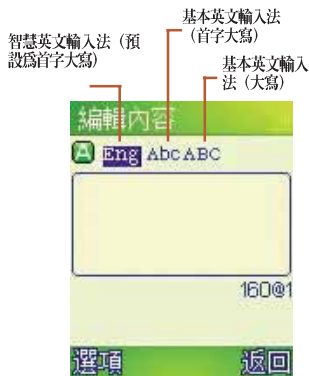 基本英文輸入法
（首字大寫）
智慧英文輸入法（預
設爲首字大寫）
基本英文輸入
法（大寫）
編輯內容
A Eng Abc ABC
160@1
選項 返回